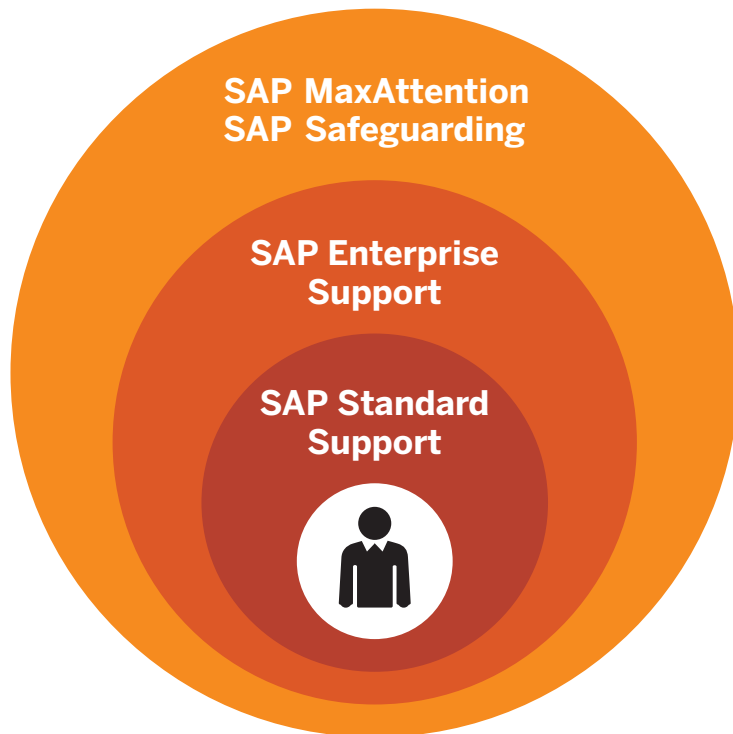 SAP MaxAttention
SAP Safeguarding
SAP Enterprise
Support
SAP Standard
Support